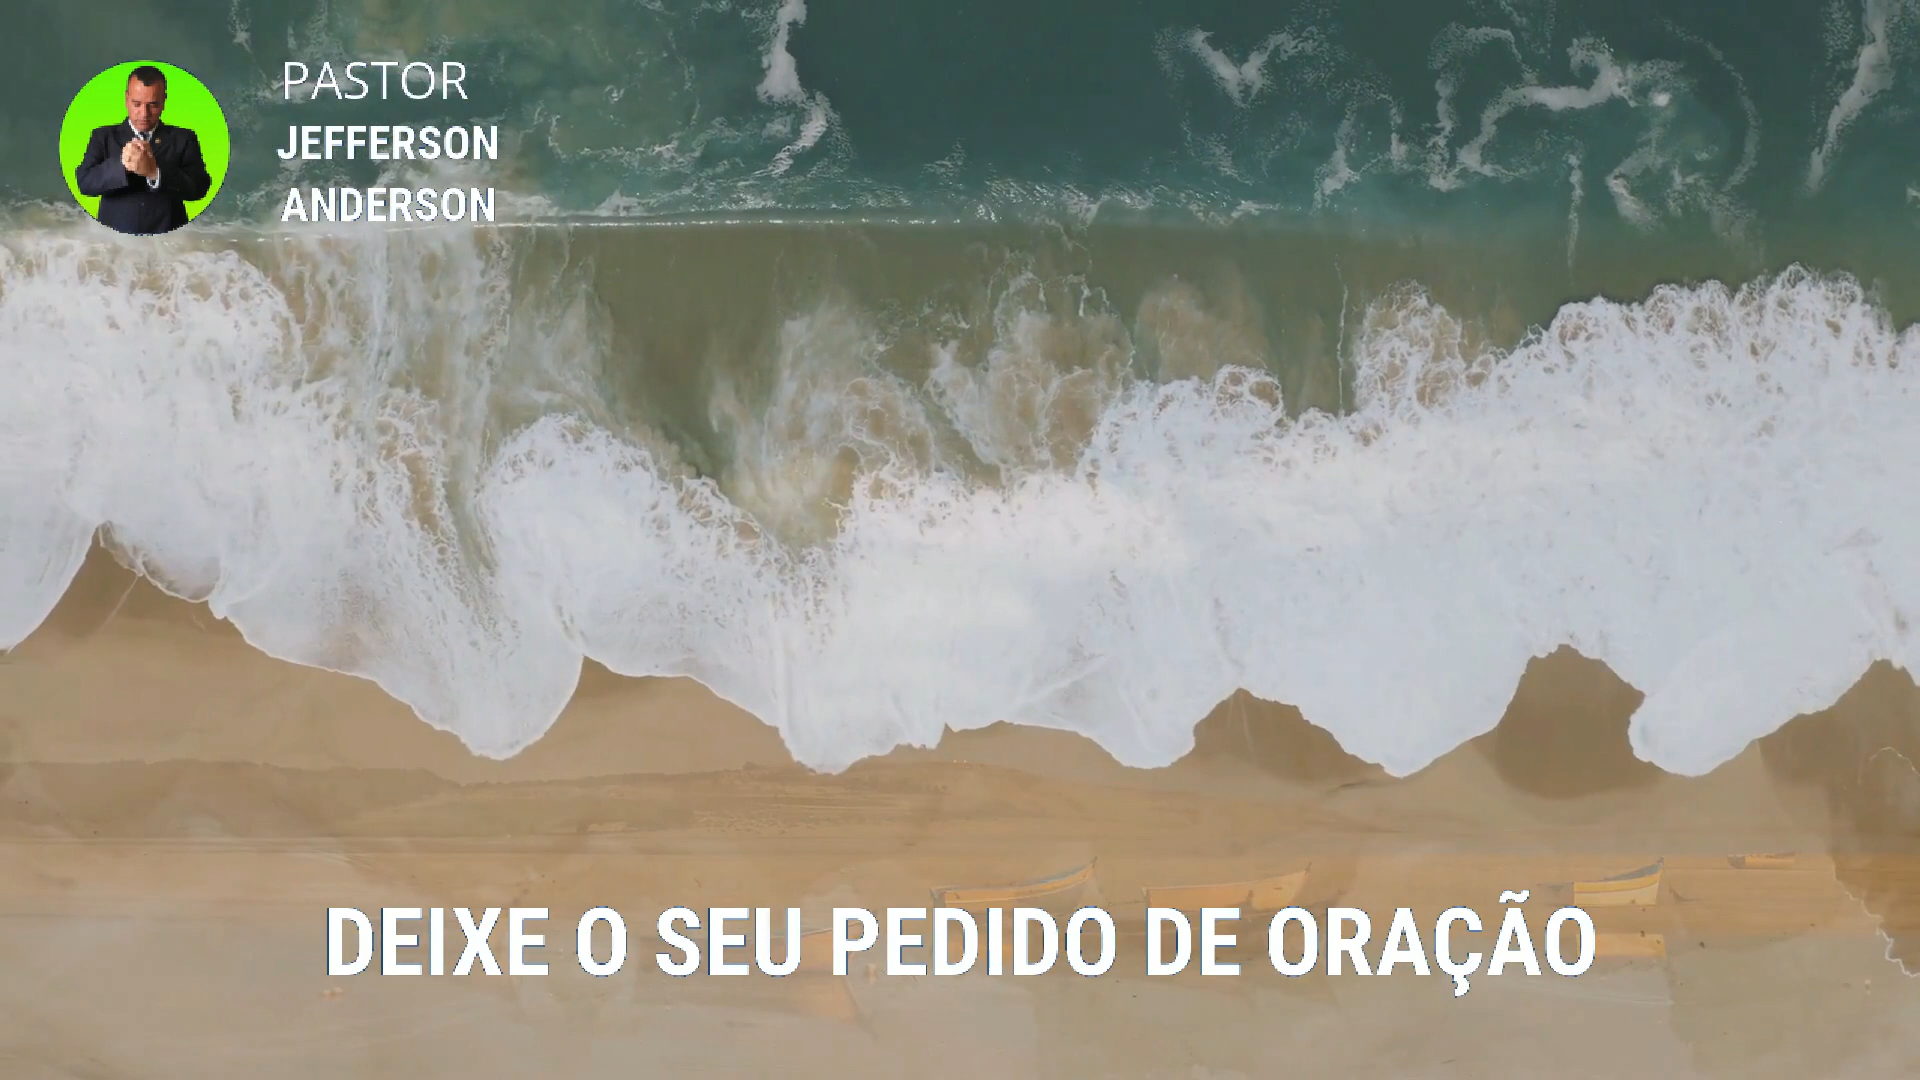 PASTOR
JEFFERSON
ANDERSON
DEIXE O SEU PEDIDO DE ORAÇÃO